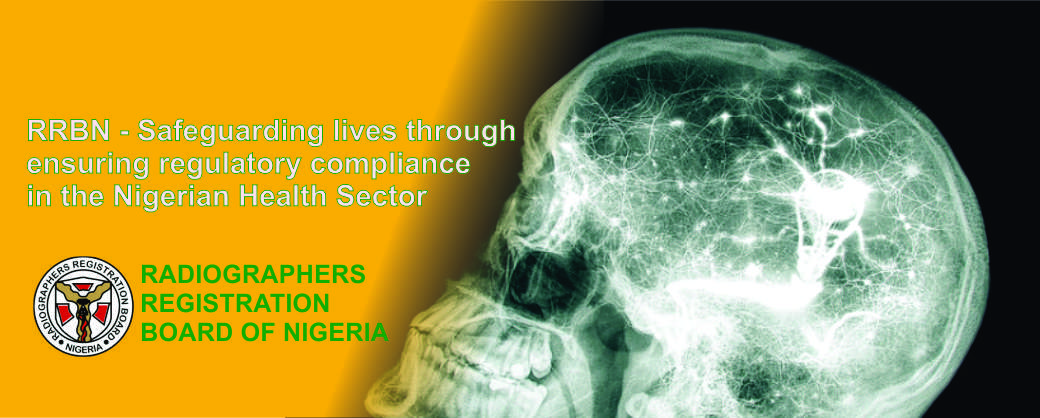 RRBN - Safeguarding lives through
ensuring regulatory compliance
in the Nigerian Health Sector
RADIOGRAPHERS REGISTRATION BOARD
NIGERIA
RADIOGRAPHERS
REGISTRATION
BOARD OF NIGERIA